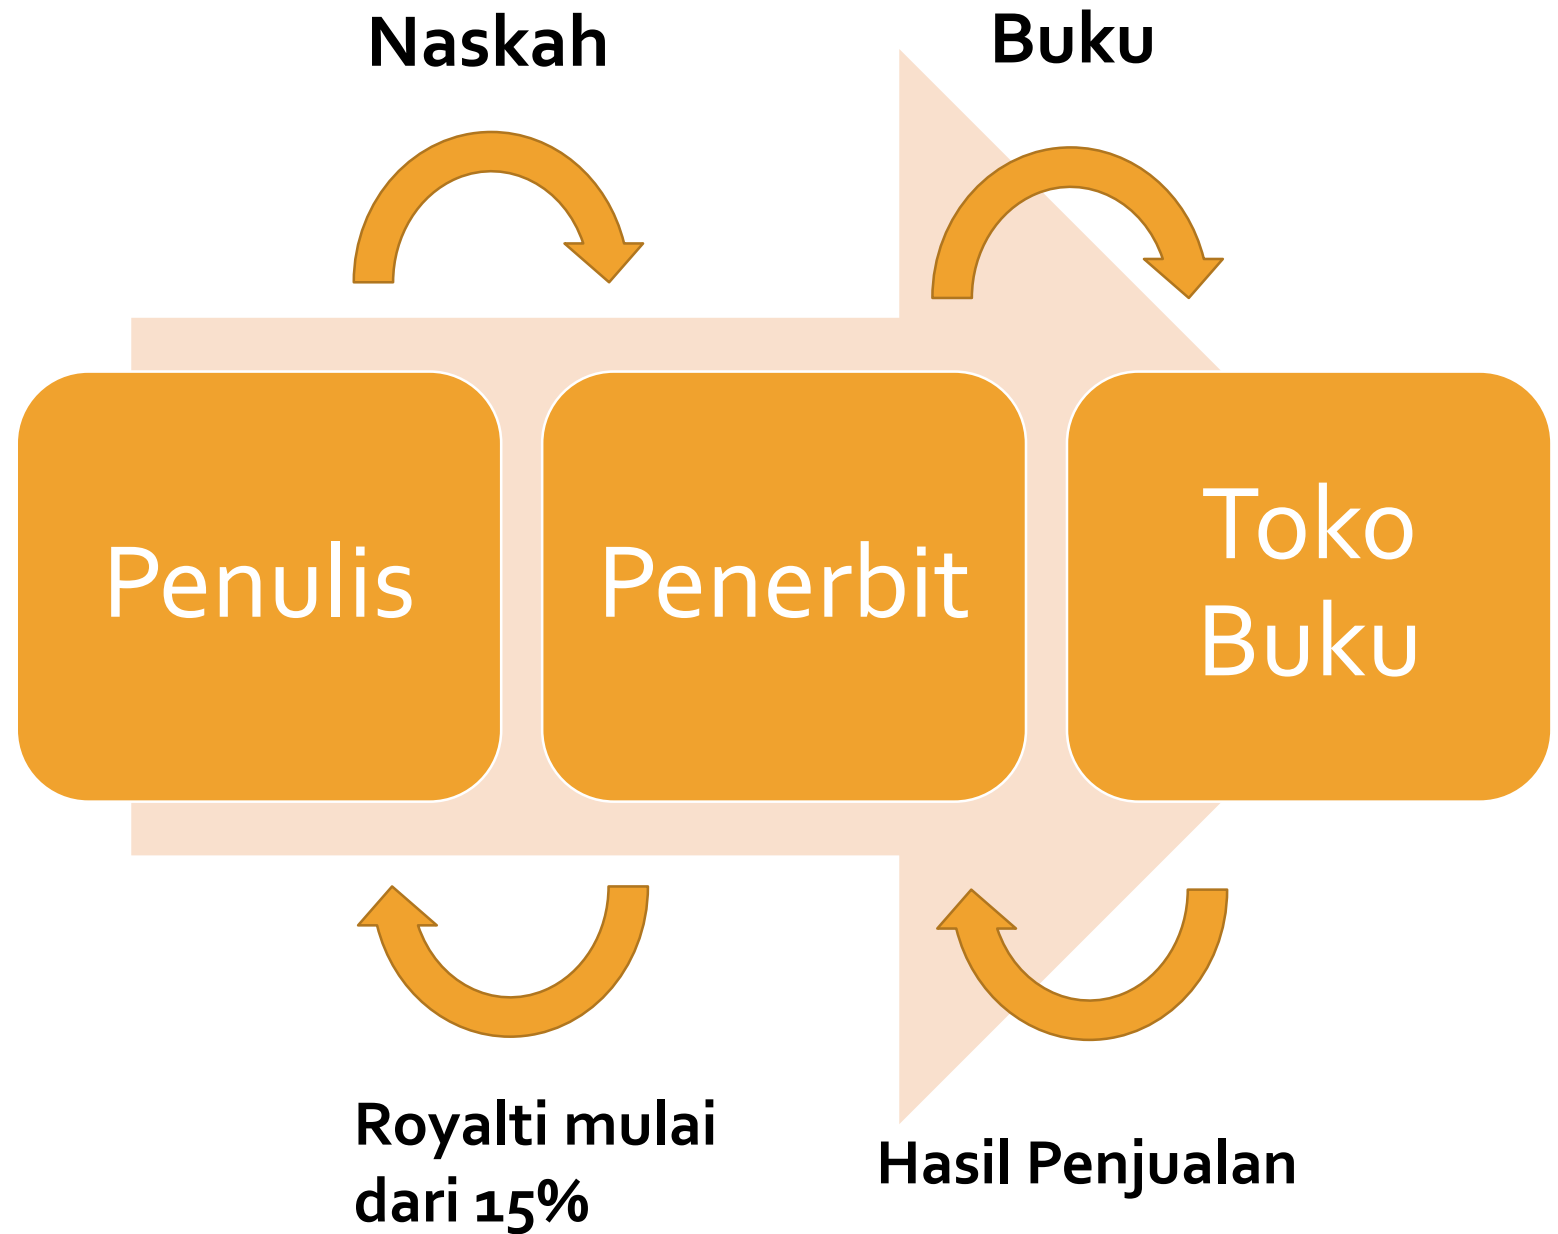 Naskah
Buku
Penulis
Penerbit
Toko
Buku
Royalti mulai
dari 15%
Hasil Penjualan